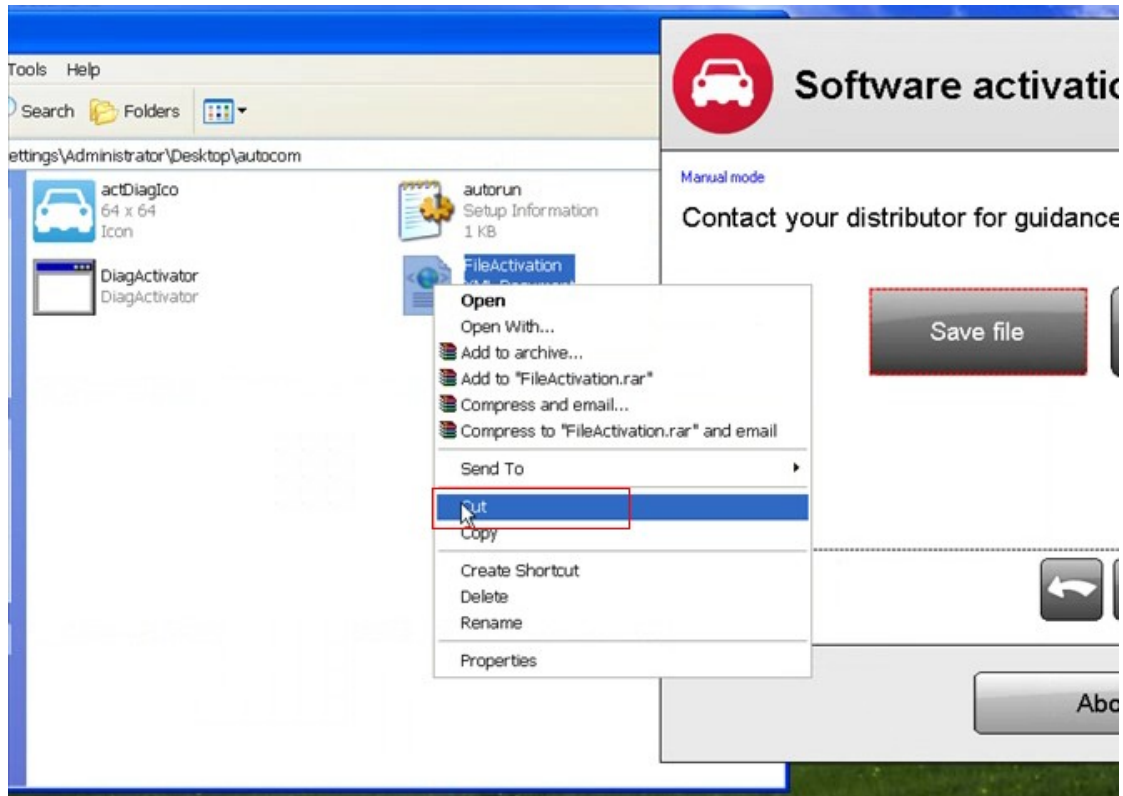 Tools Help
Search Folders
ettings\Administrator\Desktop\autocom
actDiagIco
64 x 64
Icon
autorun
Setup Information
1 KB
DiagActivator
DiagActivator
FileActivation
XML Document
Open
Open With...
Add to archive...
Add to "FileActivation.rar"
Compress and email...
Compress to "FileActivation.rar" and email
Send To
Cut
Copy
Create Shortcut
Delete
Rename
Properties
Software activatio
Manual mode
Contact your distributor for guidance
Save file
Abo